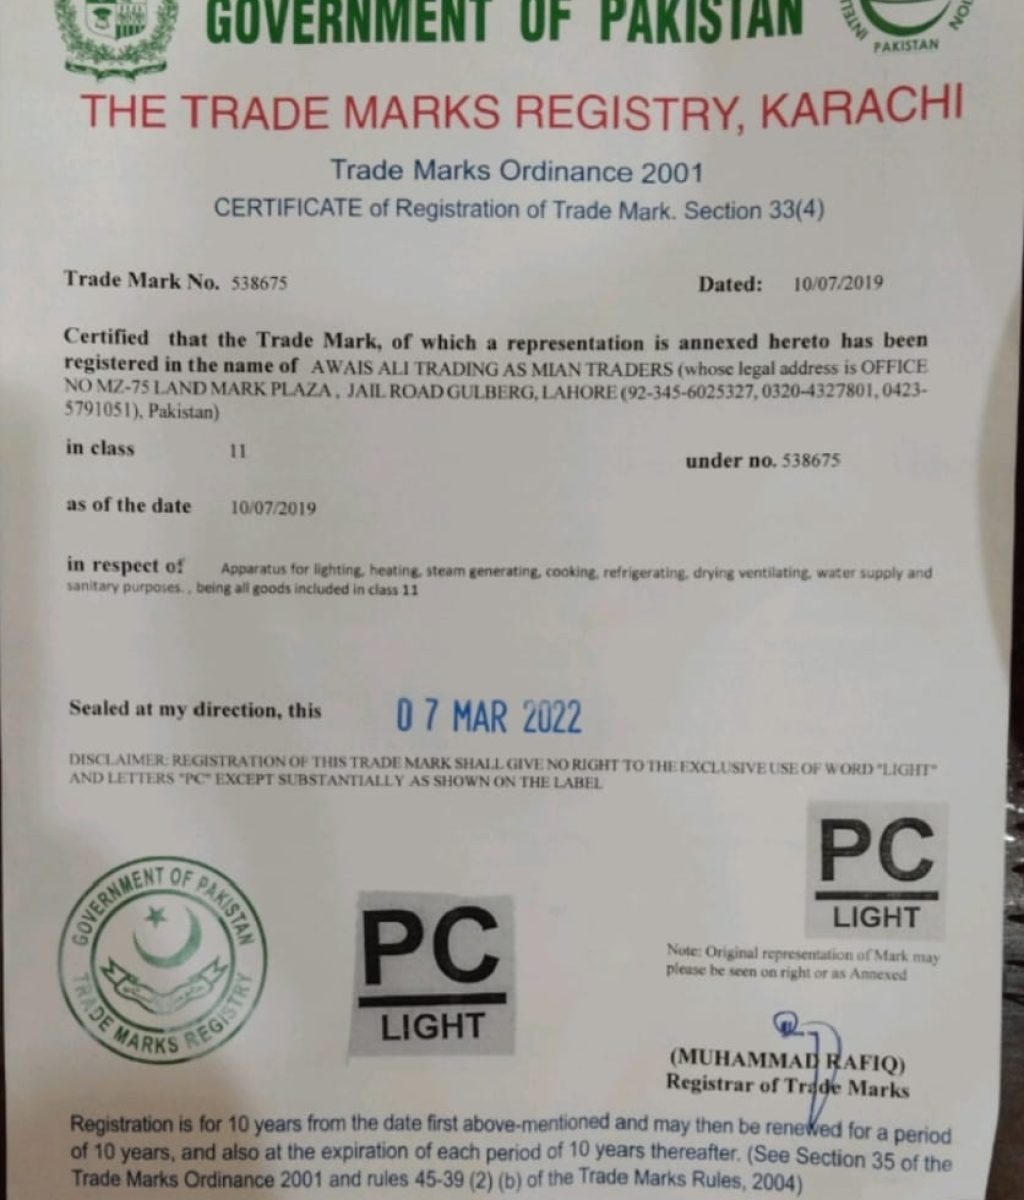 GOVERNMENT OF PAKISTAN
PAKISTAN
THE TRADE MARKS REGISTRY, KARACHI
Trade Marks Ordinance 2001
CERTIFICATE of Registration of Trade Mark. Section 33(4)
Trade Mark No. 538675 Dated: 10/07/2019
Certified that the Trade Mark, of which a representation is annexed hereto has been
registered in the name of AWAIS ALI TRADING AS MIAN TRADERS (whose legal address is OFFICE
NO MZ-75 LAND MARK PLAZA , JAIL ROAD GULBERG, LAHORE (92-345-6025327, 0320-4327801, 0423-
5791051), Pakistan)
in class 11 under no. 538675
as of the date 10/07/2019
in respect of Apparatus for lighting, heating, steam generating, cooking, refrigerating, drying ventilating, water supply and
sanitary purposes. , being all goods included in class 11
Sealed at my direction, this 07 MAR 2022
DISCLAIMER: REGISTRATION OF THIS TRADE MARK SHALL GIVE NO RIGHT TO THE EXCLUSIVE USE OF WORD "LIGHT"
AND LETTERS "PC" EXCEPT SUBSTANTIALLY AS SHOWN ON THE LABEL
PC
LIGHT
GOVERNMENT OF PAKISTAN
TRADE MARKS REGISTRY
PC
LIGHT
Note: Original representation of Mark may
please be seen on right or as Annexed
(MUHAMMAD RAFIQ)
Registrar of Trade Marks
Registration is for 10 years from the date first above-mentioned and may then be renewed for a period
of 10 years, and also at the expiration of each period of 10 years thereafter. (See Section 35 of the
Trade Marks Ordinance 2001 and rules 45-39 (2) (b) of the Trade Marks Rules, 2004)